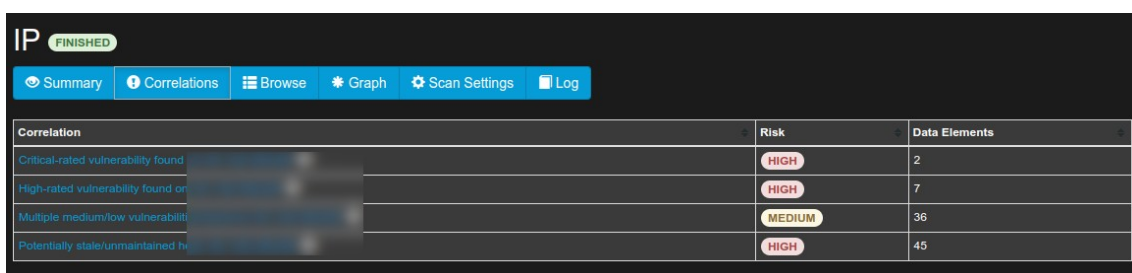 IP FINISHED
Summary Correlations Browse Graph Scan Settings Log
Correlation Risk Data Elements
Critical-rated vulnerability found HIGH 2
High-rated vulnerability found on HIGH 7
Multiple medium/low MEDIUM 36
Potentially stale/unmaintained HIGH 45